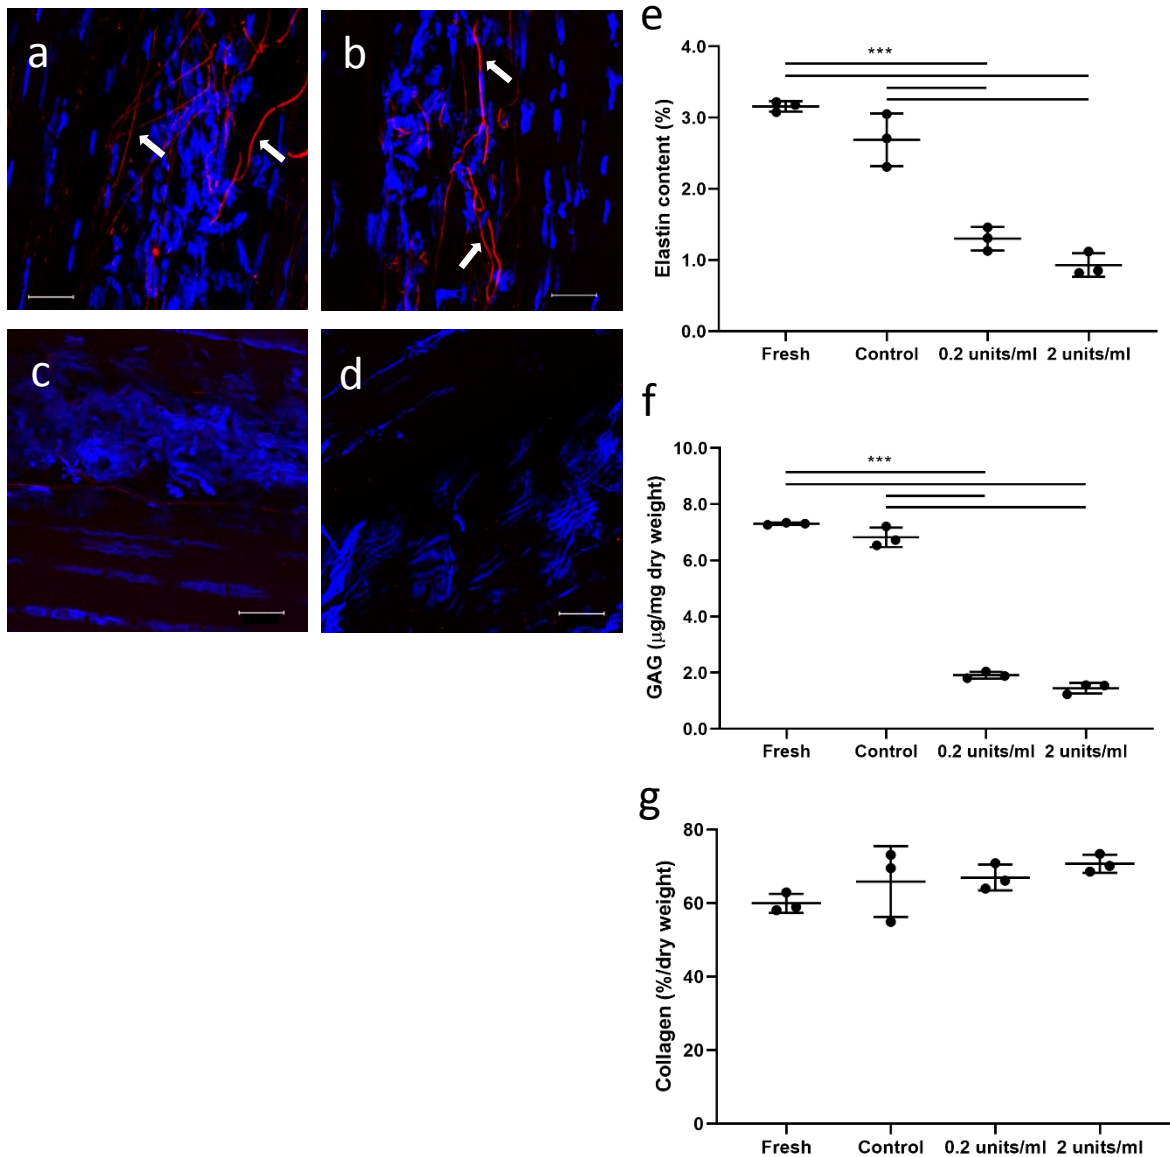 a
b
c
d
e
4.0
3.0
2.0
1.0
0.0
Elastin content (%)
***
Fresh Control 0.2 units/ml 2 units/ml
f
10.0
8.0
6.0
4.0
2.0
0.0
GAG (µg/mg dry weight)
***
Fresh Control 0.2 units/ml 2 units/ml
g
80
60
40
20
0
Collagen (%/dry weight)
Fresh Control 0.2 units/ml 2 units/ml